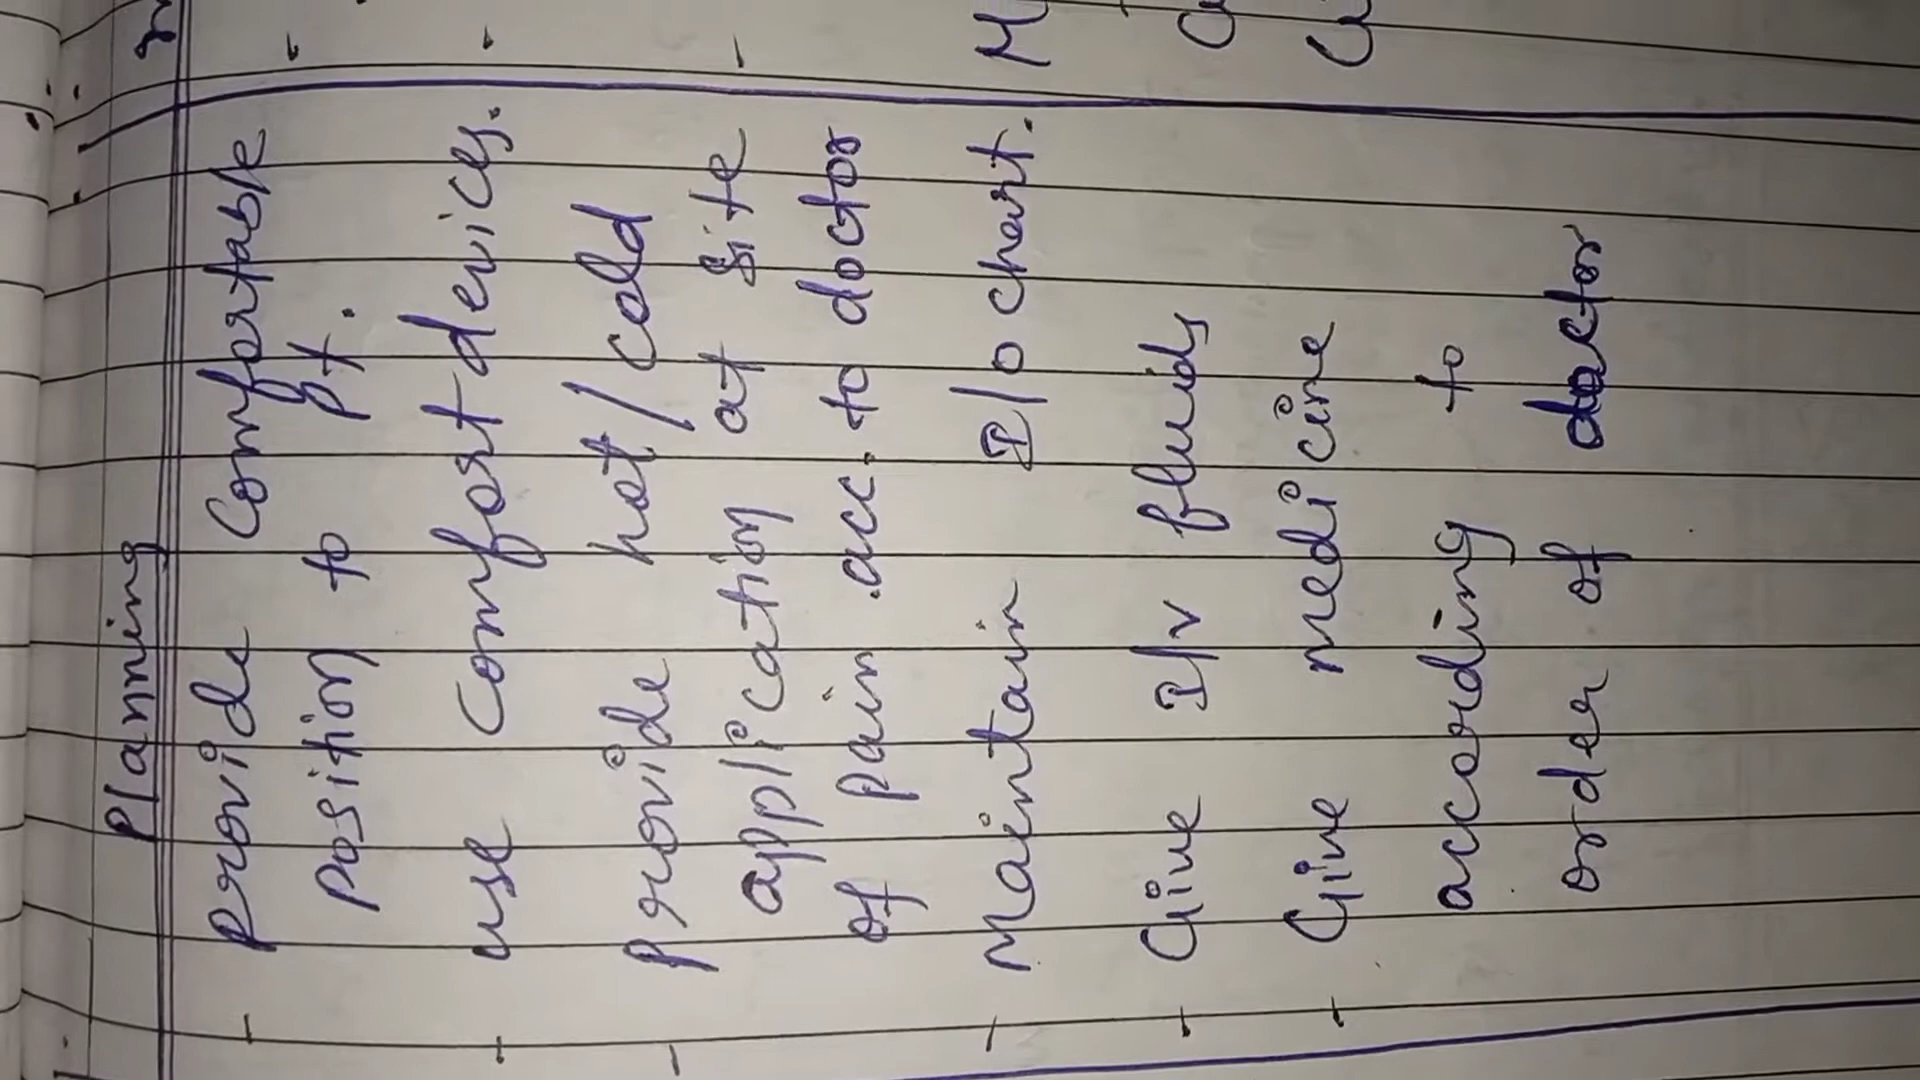 Planning
- provide comfortable
position to pt.
- use comfort devices.
- provide hot/cold
application at site
of pain acc. to doctor
- Maintain I/o chart.
- Give I/v fluids
- Give medicine
according to
order of doctor